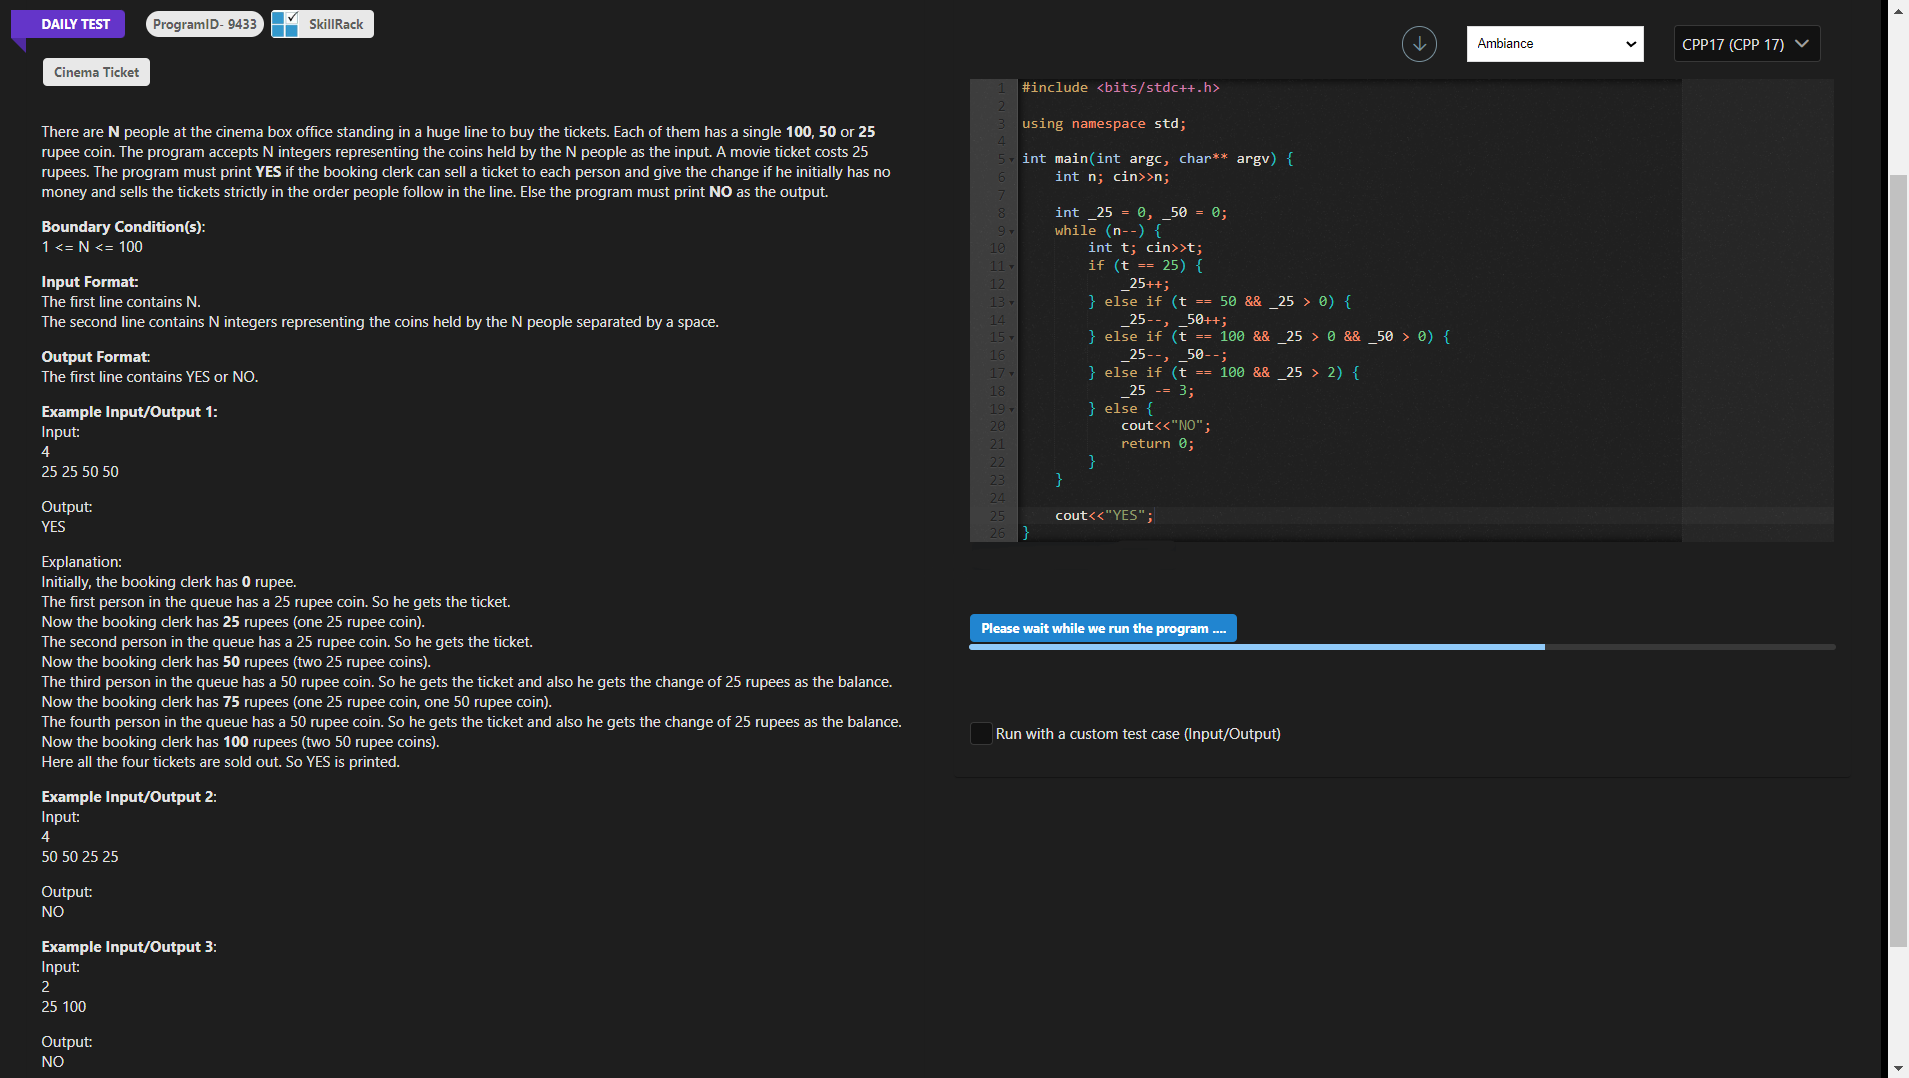 DAILY TEST
ProgramID- 9433
SkillRack
Cinema Ticket
There are N people at the cinema box office standing in a huge line to buy the tickets. Each of them has a single 100, 50 or 25
rupee coin. The program accepts N integers representing the coins held by the N people as the input. A movie ticket costs 25
rupees. The program must print YES if the booking clerk can sell a ticket to each person and give the change if he initially has no
money and sells the tickets strictly in the order people follow in the line. Else the program must print NO as the output.
Boundary Condition(s):
1 <= N <= 100
Input Format:
The first line contains N.
The second line contains N integers representing the coins held by the N people separated by a space.
Output Format:
The first line contains YES or NO.
Example Input/Output 1:
Input:
4
25 25 50 50
Output:
YES
Explanation:
Initially, the booking clerk has 0 rupee.
The first person in the queue has a 25 rupee coin. So he gets the ticket.
Now the booking clerk has 25 rupees (one 25 rupee coin).
The second person in the queue has a 25 rupee coin. So he gets the ticket.
Now the booking clerk has 50 rupees (two 25 rupee coins).
The third person in the queue has a 50 rupee coin. So he gets the ticket and also he gets the change of 25 rupees as the balance.
Now the booking clerk has 75 rupees (one 25 rupee coin, one 50 rupee coin).
The fourth person in the queue has a 50 rupee coin. So he gets the ticket and also he gets the change of 25 rupees as the balance.
Now the booking clerk has 100 rupees (two 50 rupee coins).
Here all the four tickets are sold out. So YES is printed.
Example Input/Output 2:
Input:
4
50 50 25 25
Output:
NO
Example Input/Output 3:
Input:
2
25 100
Output:
NO
Ambiance
CPP17 (CPP 17)
1 #include <bits/stdc++.h>
2
3 using namespace std;
4
5 int main(int argc, char** argv) {
6     int n; cin>>n;
7
8     int _25 = 0, _50 = 0;
9     while (n--) {
10         int t; cin>>t;
11         if (t == 25) {
12             _25++;
13         } else if (t == 50 && _25 > 0) {
14             _25--, _50++;
15         } else if (t == 100 && _25 > 0 && _50 > 0) {
16             _25--, _50--;
17         } else if (t == 100 && _25 > 2) {
18             _25 -= 3;
19         } else {
20             cout<<"NO";
21             return 0;
22         }
23     }
24
25     cout<<"YES";
26 }
Please wait while we run the program ....
Run with a custom test case (Input/Output)